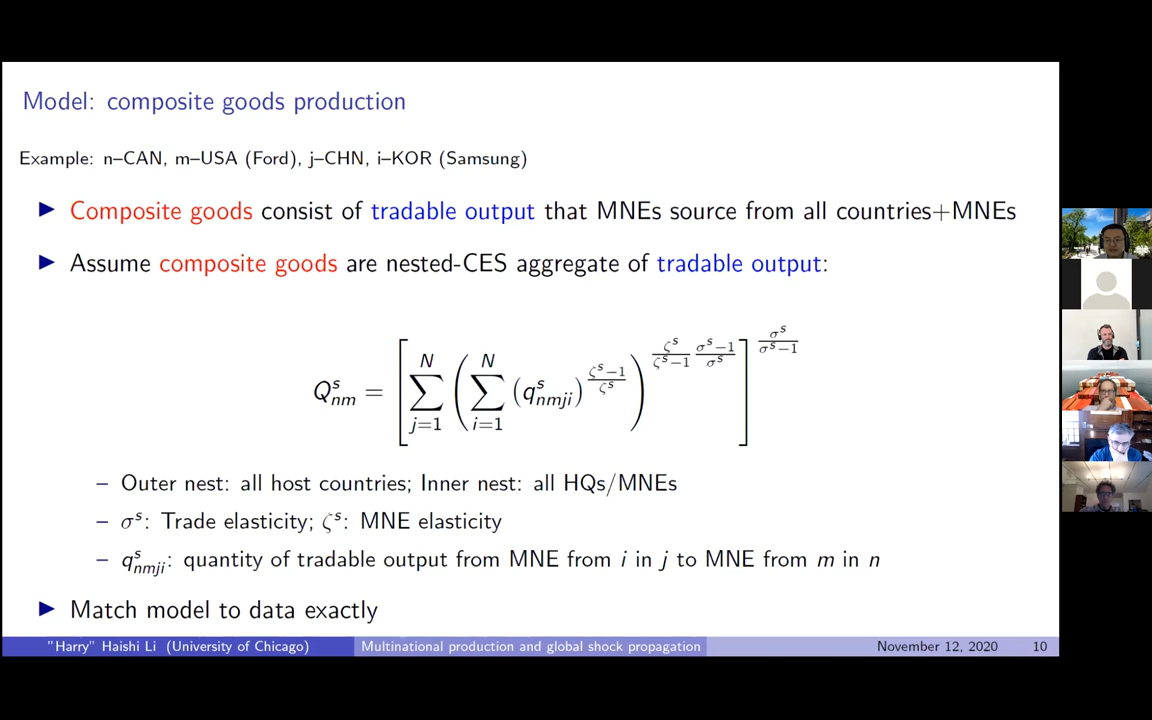 Model: composite goods production
Example: n–CAN, m–USA (Ford), j–CHN, i–KOR (Samsung)
▶ Composite goods consist of tradable output that MNEs source from all countries+MNEs
▶ Assume composite goods are nested-CES aggregate of tradable output:
Q^s_{nm} = [ ∑_{j=1}^{N} ( ∑_{i=1}^{N} (q^s_{nmji})^{\frac{ζ^s−1}{ζ^s}} )^{\frac{ζ^s}{ζ^s−1} \frac{σ^s−1}{σ^s}} ]^{\frac{σ^s}{σ^s−1}}
– Outer nest: all host countries; Inner nest: all HQs/MNEs
– σ^s: Trade elasticity; ζ^s: MNE elasticity
– q^s_{nmji}: quantity of tradable output from MNE from i in j to MNE from m in n
▶ Match model to data exactly
"Harry" Haishi Li (University of Chicago) Multinational production and global shock propagation November 12, 2020 10